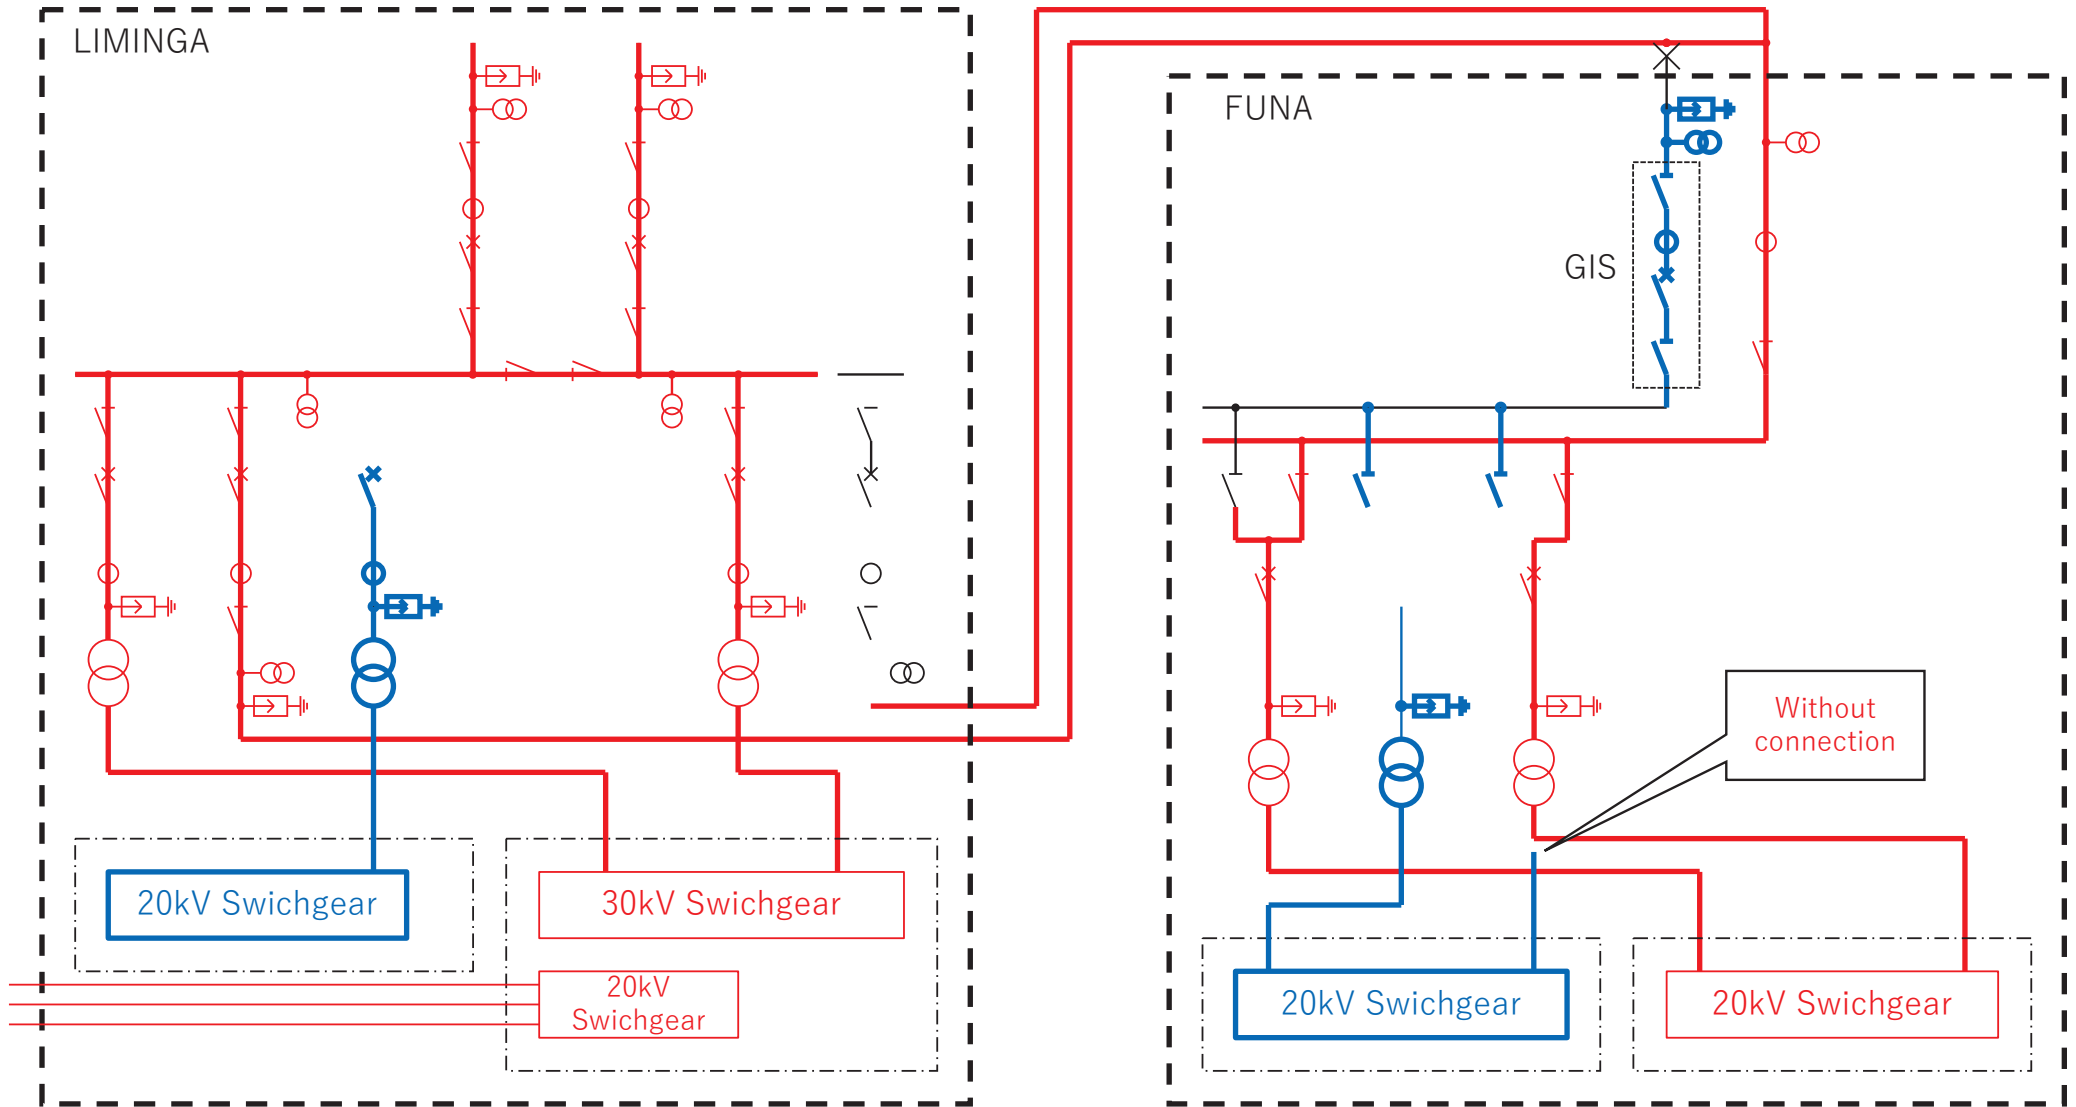 LIMINGA
FUNA
GIS
Without
connection
20kV Swichgear
30kV Swichgear
20kV
Swichgear
20kV Swichgear
20kV Swichgear